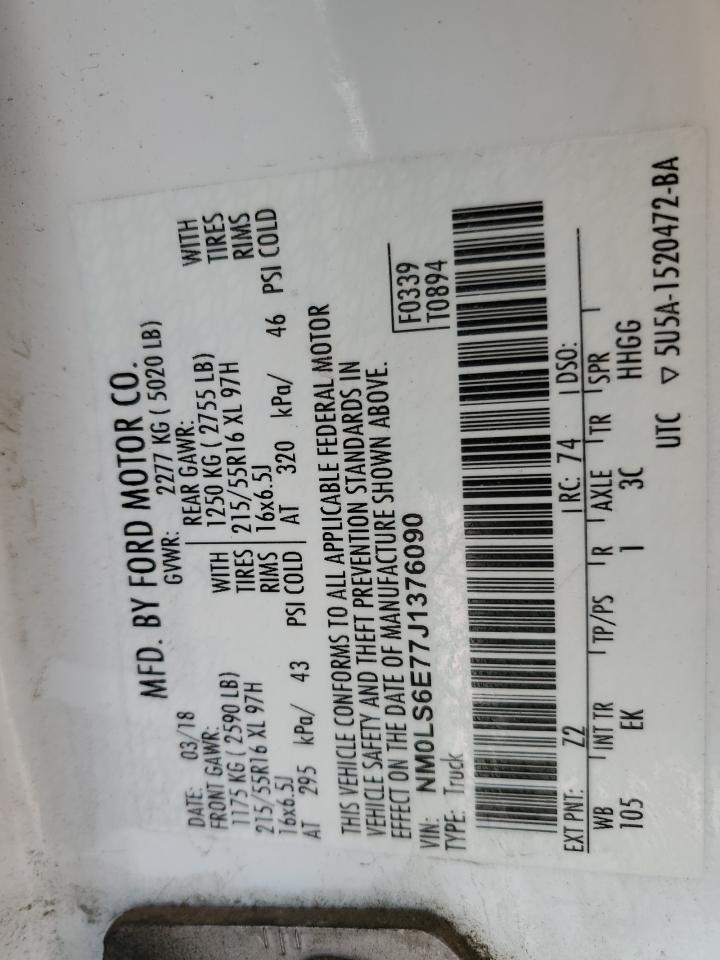 MFD. BY FORD MOTOR CO.
DATE: 03/18 GVWR: 2277 KG ( 5020 LB)
FRONT GAWR: REAR GAWR:
1175 KG ( 2590 LB) WITH 1250 KG ( 2755 LB) WITH
215/55R16 XL 97H TIRES 215/55R16 XL 97H TIRES
16x6.5J RIMS 16x6.5J RIMS
AT 295 kPa/ 43 PSI COLD AT 320 kPa/ 46 PSI COLD
THIS VEHICLE CONFORMS TO ALL APPLICABLE FEDERAL MOTOR
VEHICLE SAFETY AND THEFT PREVENTION STANDARDS IN
EFFECT ON THE DATE OF MANUFACTURE SHOWN ABOVE.
VIN: NM0LS6E77J1376090 F0339
TYPE: Truck T0894
EXT PNT: Z2 RC: 74 DSO:
WB INT TR TP/PS R AXLE TR SPR
105 EK 1 3C HHGG
UTC ▽ 5U5A-1520472-BA